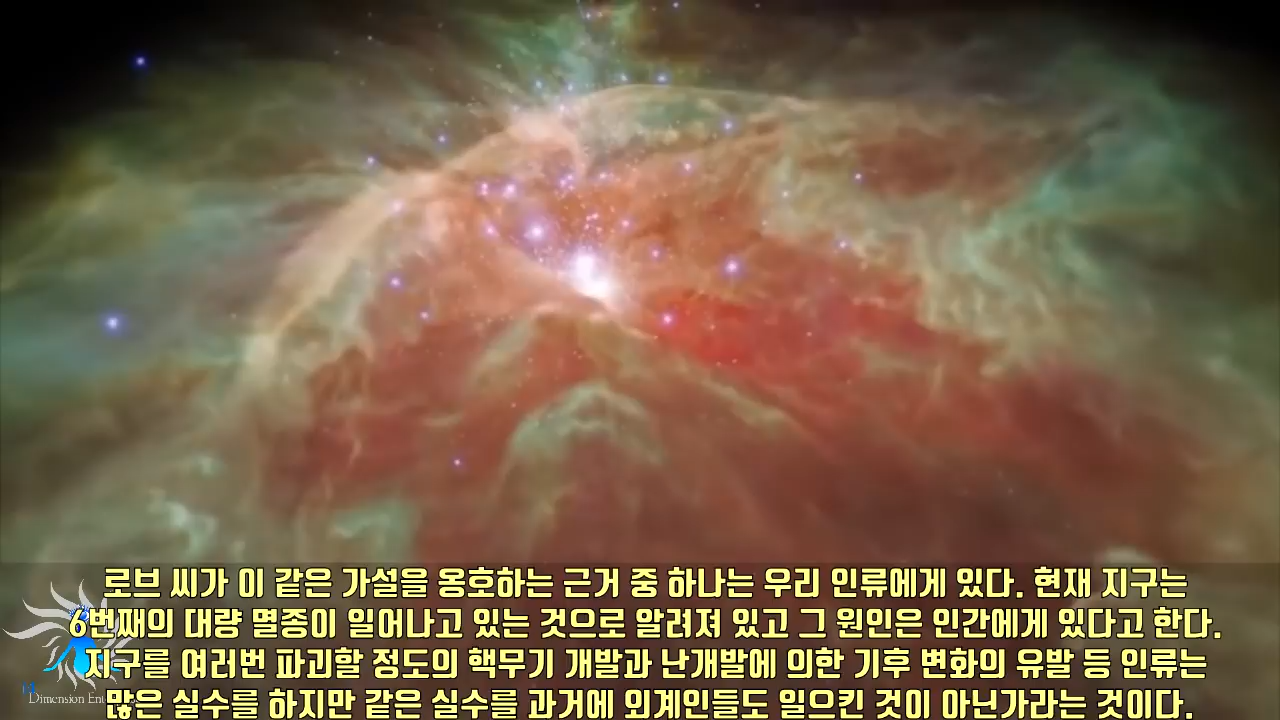 로브 씨가 이 같은 가설을 옹호하는 근거 중 하나는 우리 인류에게 있다. 현재 지구는
6번째의 대량 멸종이 일어나고 있는 것으로 알려져 있고 그 원인은 인간에게 있다고 한다.
지구를 여러번 파괴할 정도의 핵무기 개발과 난개발에 의한 기후 변화의 유발 등 인류는
많은 실수를 하지만 같은 실수를 과거에 외계인들도 일으킨 것이 아닌가라는 것이다.
Dimension